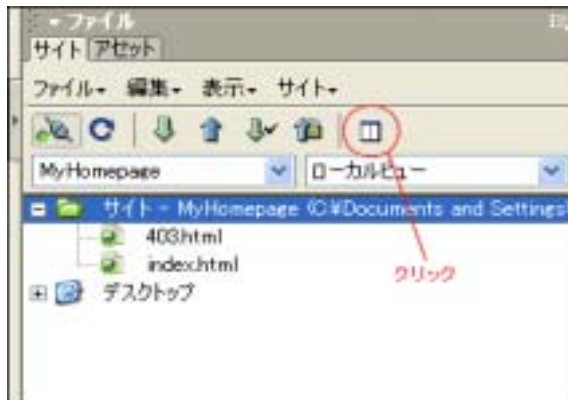 ファイル
サイト アセット
ファイル 編集 表示 サイト
MyHomepage ローカルビュー
サイト - MyHomepage (C¥Documents and Settings
403.html
index.html
クリック
デスクトップ